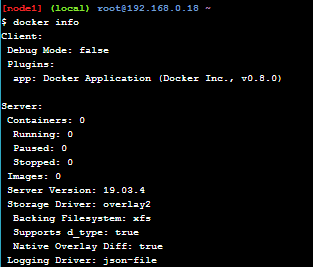 [node1] (local) root@192.168.0.18 ~
$ docker info
Client:
 Debug Mode: false
 Plugins:
  app: Docker Application (Docker Inc., v0.8.0)

Server:
 Containers: 0
  Running: 0
  Paused: 0
  Stopped: 0
 Images: 0
 Server Version: 19.03.4
 Storage Driver: overlay2
  Backing Filesystem: xfs
  Supports d_type: true
  Native Overlay Diff: true
 Logging Driver: json-file